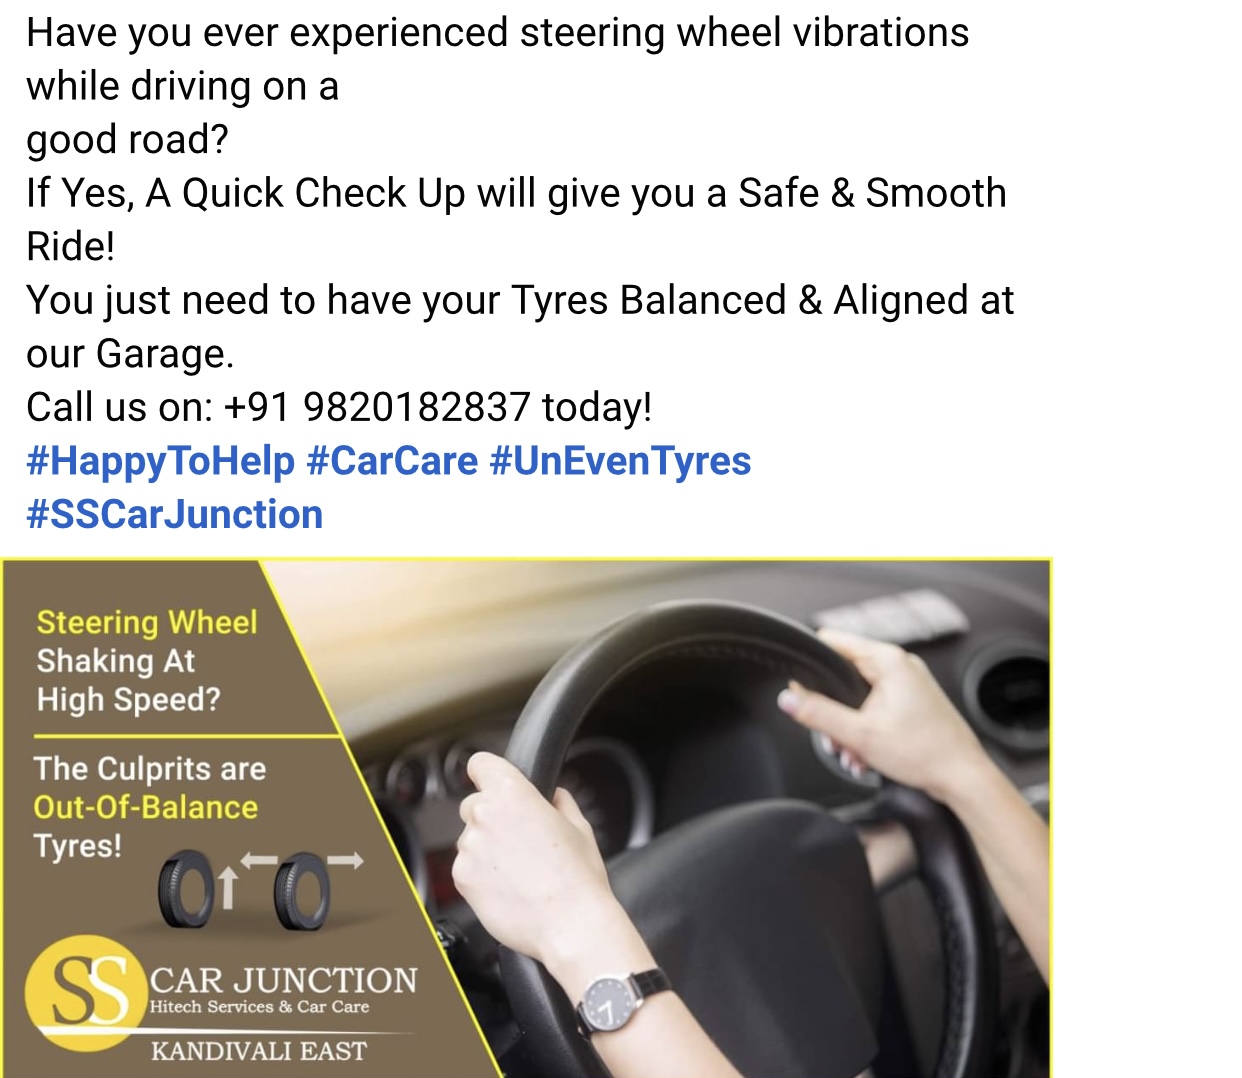 Have you ever experienced steering wheel vibrations
while driving on a
good road?
If Yes, A Quick Check Up will give you a Safe & Smooth
Ride!
You just need to have your Tyres Balanced & Aligned at
our Garage.
Call us on: +91 9820182837 today!
#HappyToHelp #CarCare #UnEvenTyres
#SSCarJunction
Steering Wheel
Shaking At
High Speed?
The Culprits are
Out-Of-Balance
Tyres!
SS CAR JUNCTION
Hitech Services & Car Care
KANDIVALI EAST